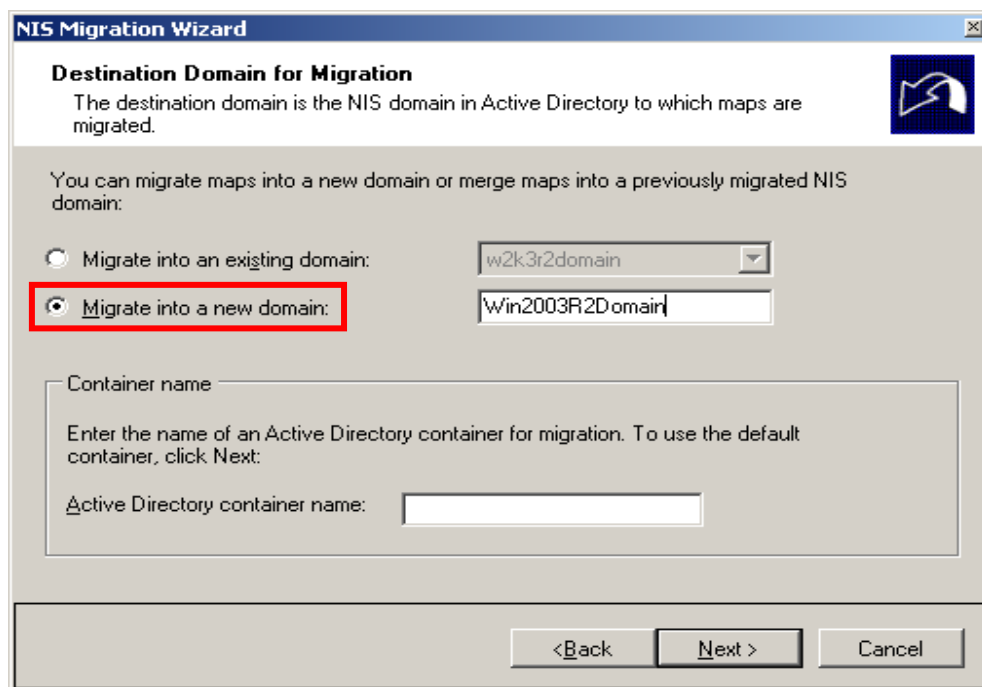 NIS Migration Wizard
Destination Domain for Migration
The destination domain is the NIS domain in Active Directory to which maps are
migrated.
You can migrate maps into a new domain or merge maps into a previously migrated NIS
domain:
Migrate into an existing domain: w2k3r2domain
Migrate into a new domain: Win2003R2Domain
Container name
Enter the name of an Active Directory container for migration. To use the default
container, click Next:
Active Directory container name:
<Back Next > Cancel